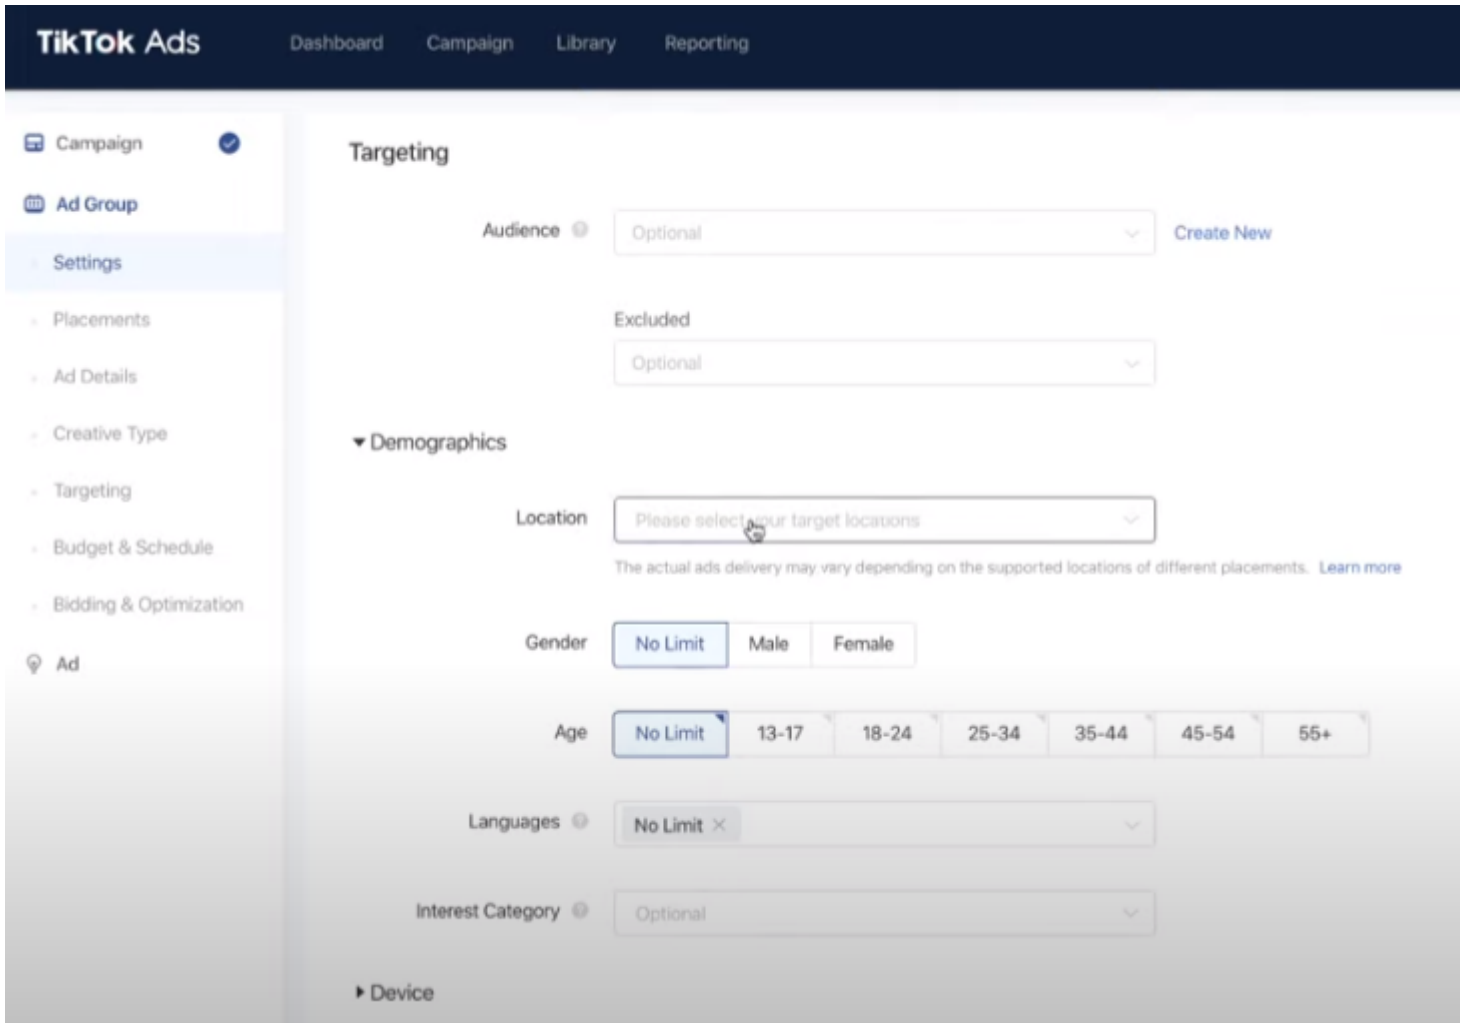 TikTok Ads Dashboard Campaign Library Reporting
Campaign
Ad Group
Settings
Placements
Ad Details
Creative Type
Targeting
Budget & Schedule
Bidding & Optimization
Ad
Targeting
Audience Optional Create New
Excluded
Optional
Demographics
Location Please select your target locations
The actual ads delivery may vary depending on the supported locations of different placements. Learn more
Gender No Limit Male Female
Age No Limit 13-17 18-24 25-34 35-44 45-54 55+
Languages No Limit
Interest Category Optional
Device